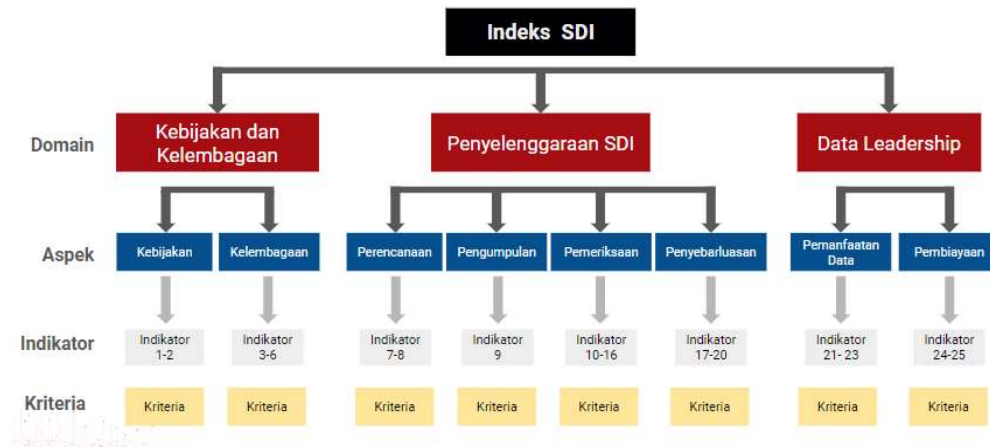 Indeks SDI
Domain
Kebijakan dan
Kelembagaan
Penyelenggaraan SDI
Data Leadership
Aspek
Kebijakan
Kelembagaan
Perencanaan
Pengumpulan
Pemeriksaan
Penyebarluasan
Pemanfaatan
Data
Pembiayaan
Indikator
Indikator
1-2
Indikator
3-6
Indikator
7-8
Indikator
9
Indikator
10-16
Indikator
17-20
Indikator
21- 23
Indikator
24-25
Kriteria
Kriteria
Kriteria
Kriteria
Kriteria
Kriteria
Kriteria
Kriteria
Kriteria